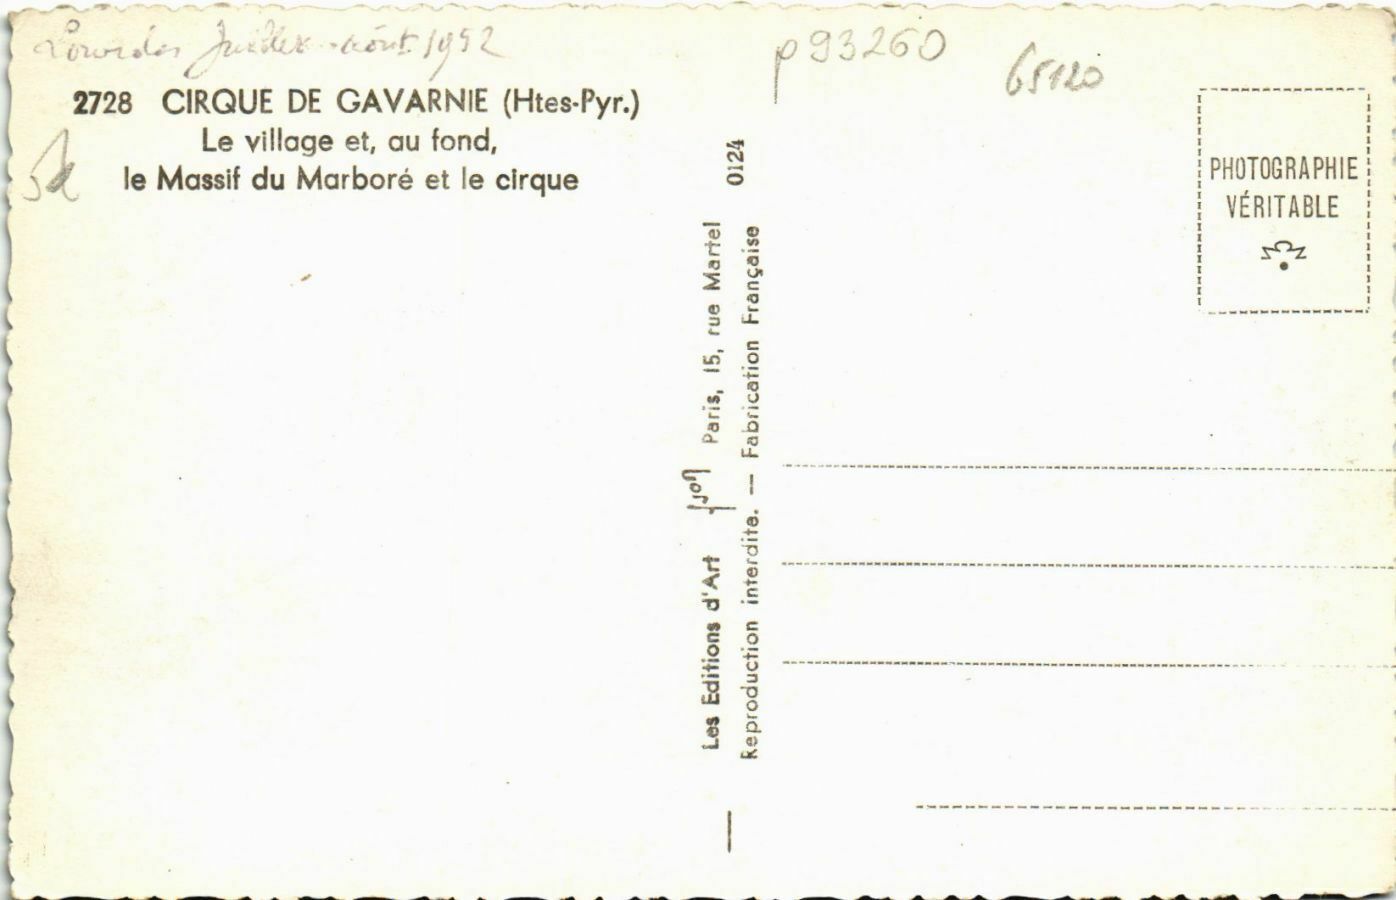 Lourdes Juillet-août 1952
p93260
65120
2728 CIRQUE DE GAVARNIE (Htes-Pyr.)
Le village et, au fond,
le Massif du Marboré et le cirque
PHOTOGRAPHIE
VÉRITABLE
Les Editions d'Art yvon Paris, 15, rue Martel 0124
Reproduction interdite. — Fabrication Française